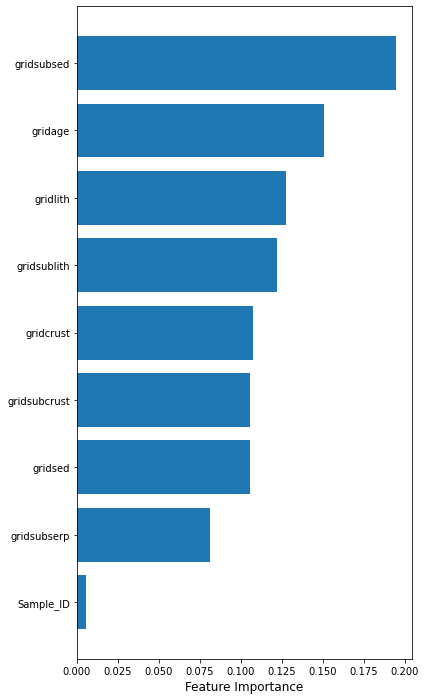 gridsubsed
gridage
gridlith
gridsublith
gridcrust
gridsubcrust
gridsed
gridsubserp
Sample_ID
0.000 0.025 0.050 0.075 0.100 0.125 0.150 0.175 0.200
Feature Importance